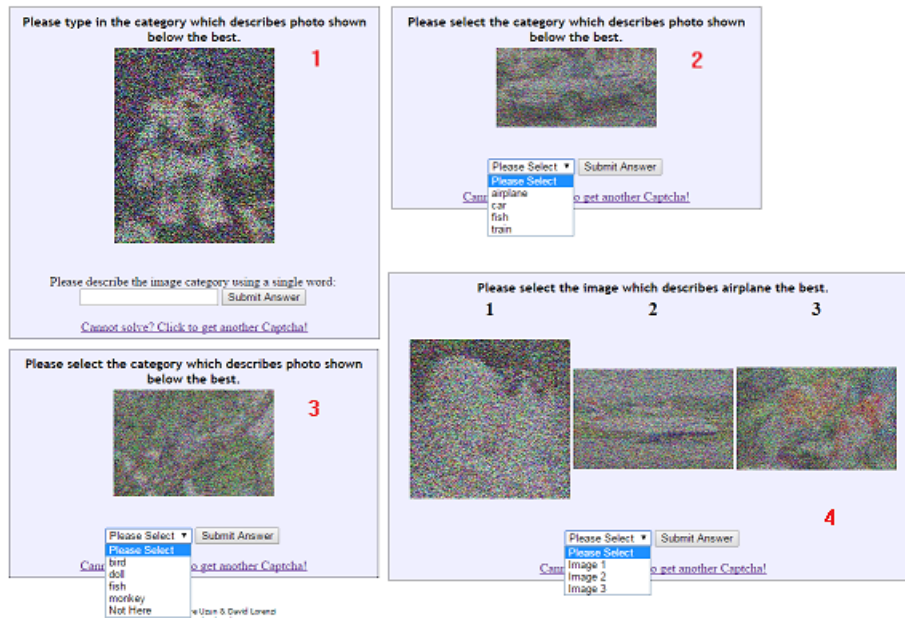 Please type in the category which describes photo shown
below the best.
1
Please describe the image category using a single word:
Submit Answer
Cannot solve? Click to get another Captcha!
Please select the category which describes photo shown
below the best.
2
Please Select
Submit Answer
Please Select
airplane
car
fish
train
to get another Captcha!
Please select the category which describes photo shown
below the best.
3
Please Select
Submit Answer
Please Select
bird
doll
fish
monkey
Not Here
to get another Captcha!
& David Lorenzi
Please select the image which describes airplane the best.
1 2 3
4
Please Select
Submit Answer
Please Select
Image 1
Image 2
Image 3
to get another Captcha!